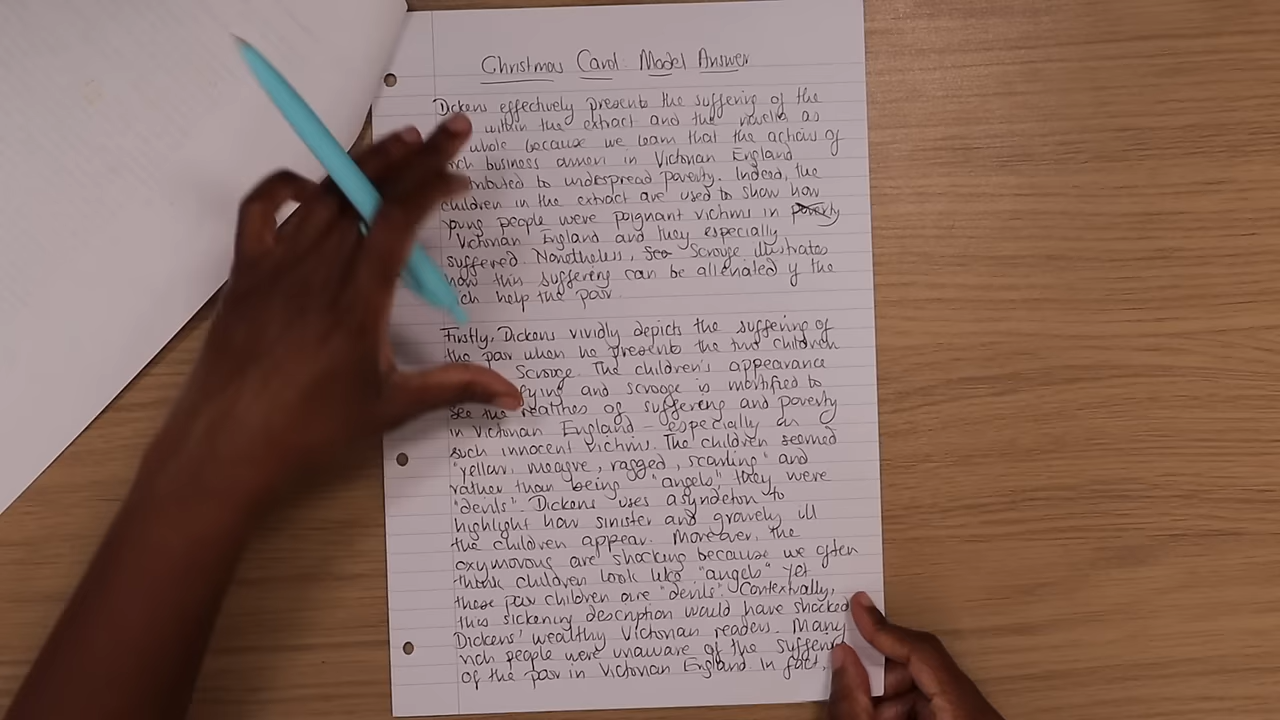 Christmas Carol Model Answer
Dickens effectively presents the suffering of the
within the extract and the novella as
whole because we learn that the actions of
business in Victorian England
to widespread poverty. Indeed, the
children in the extract are used to show how
young people were poignant victims in poverty
Victorian England and they especially
suffered. Nonetheless, Sco Scrooge illustrates
how this suffering can be alleviated if the
help the poor.
Firstly, Dickens vividly depicts the suffering of
the poor when he presents the two children
Scrooge. The children's appearance
and scrooge is mortified to
see the realities of suffering and poverty
in Victorian England - especially on
such innocent victims. The children seemed
"yellow, meagre, ragged, scowling" and
rather than being "angels", they were
"devils". Dickens uses asyndeton to
highlight how sinister and gravely ill
the children appear. Moreover, the
oxymorons are shocking because we often
think children look like "angels" yet
these poor children are "devils". Contextually,
this sickening description would have shocked
Dickens' wealthy Victorian readers. Many
rich people were unaware of the
of the poor in Victorian England. In fact,